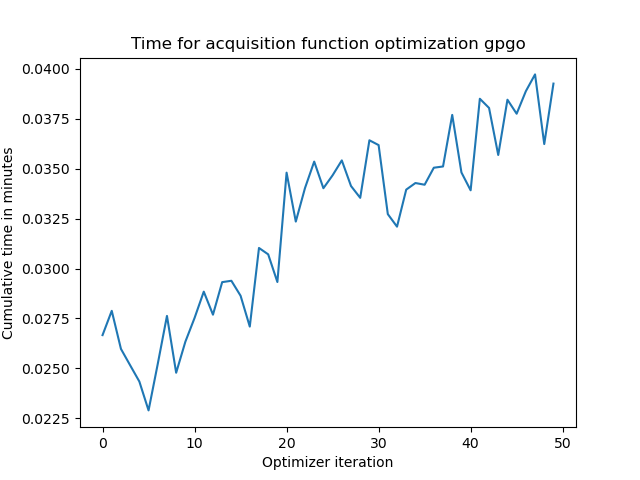 Time for acquisition function optimization gpgo
0.0400
0.0375
0.0350
0.0325
0.0300
0.0275
0.0250
0.0225
Cumulative time in minutes
0 10 20 30 40 50
Optimizer iteration